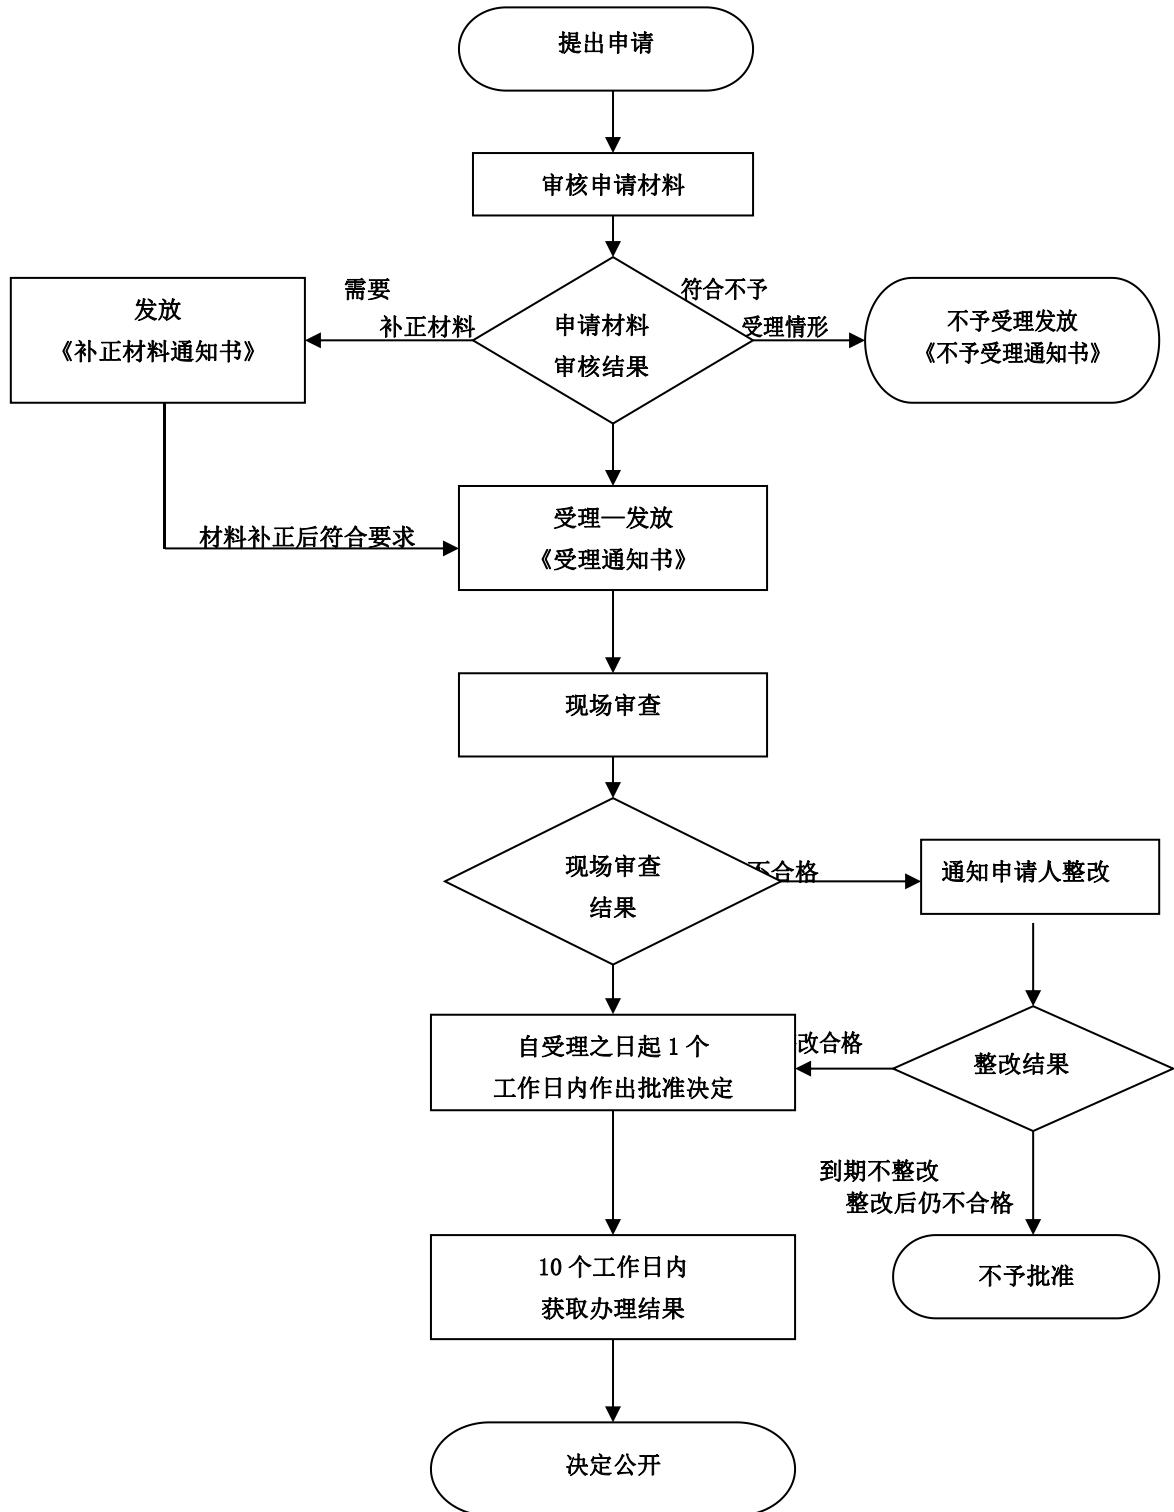 提出申请
审核申请材料
需要
补正材料
符合不予
受理情形
发放
《补正材料通知书》
申请材料
审核结果
不予受理发放
《不予受理通知书》
受理—发放
《受理通知书》
材料补正后符合要求
现场审查
现场审查
结果
不合格
通知申请人整改
自受理之日起 1 个
工作日内作出批准决定
改合格
整改结果
到期不整改
整改后仍不合格
10 个工作日内
获取办理结果
不予批准
决定公开